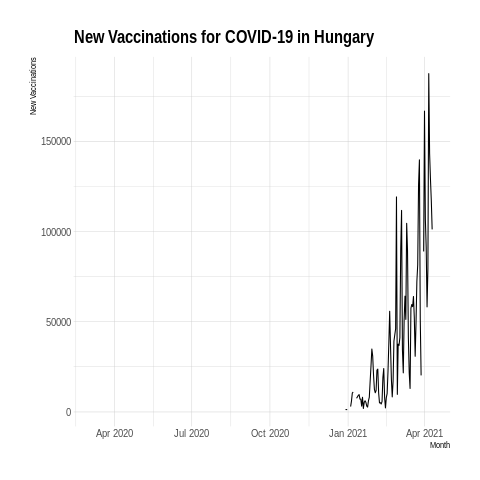 New Vaccinations for COVID-19 in Hungary
New Vaccinations
150000
100000
50000
0
Apr 2020 Jul 2020 Oct 2020 Jan 2021 Apr 2021
Month